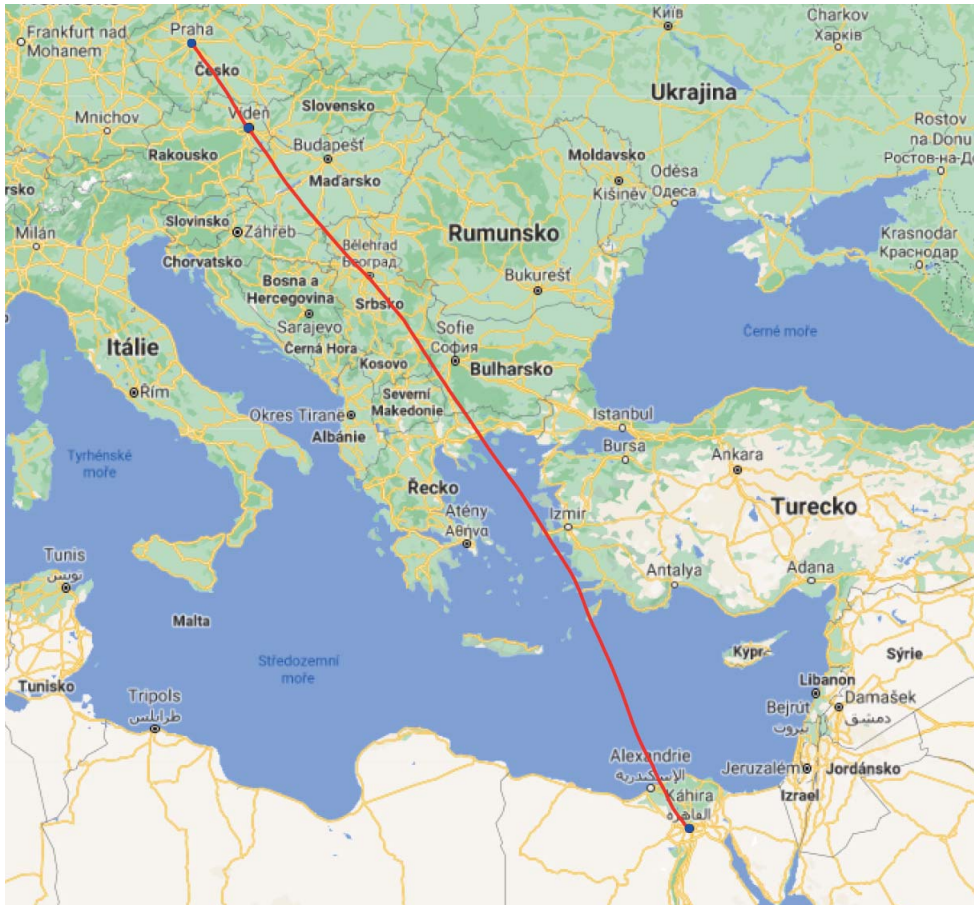 Frankfurt nad
Mohanem
Praha
Česko
Київ
Charkov
Харків
Ukrajina
Mnichov
Vídeň
Slovensko
Rostov
na Donu
Ростов-на-До
Rakousko
Budapešť
Maďarsko
Moldavsko
Kišiněv
Oděsa
Одеса
rsko
Milán
Slovinsko
Záhřeb
Chorvatsko
Bělehrad
Београд
Rumunsko
Krasnodar
Краснодар
Bosna a
Hercegovina
Srbsko
Bukurešť
Sarajevo
Sofie
София
Černé moře
Itálie
Černá Hora
Kosovo
Bulharsko
Řím
Severní
Makedonie
Okres Tirané
Albánie
Istanbul
Bursa
Ankara
Tyrhénské
moře
Řecko
Turecko
Atény
Αθήνα
Izmir
Tunis
تونس
Antalya
Adana
Malta
Středozemní
moře
Kypr
Sýrie
Tunisko
Tripolis
طرابلس
Libanon
Bejrút
بيروت
Damašek
دمشق
Alexandrie
الإسكندرية
Jeruzalém
Jordánsko
Káhira
القاهرة
Izrael